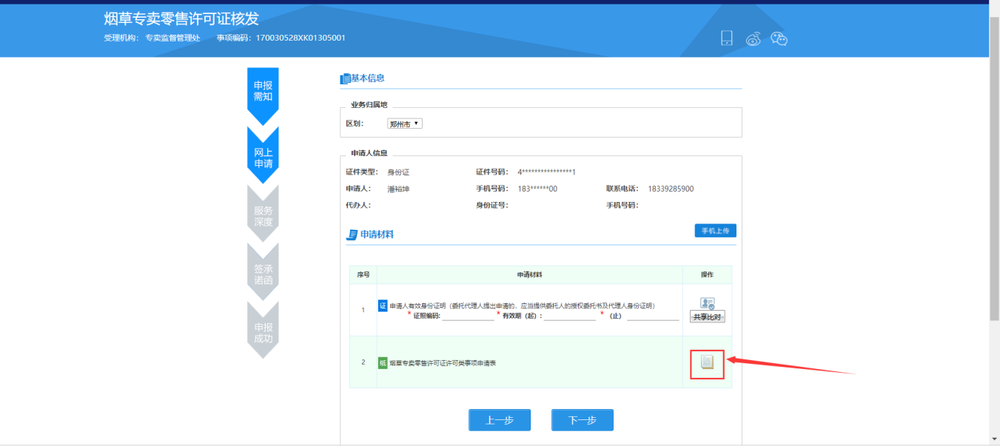 烟草专卖零售许可证核发
受理机构: 专卖监督管理处 事项编码: 170030528XK01305001
申报
需知
网上
申请
服务
深度
签承
诺函
申报
成功
基本信息
业务归属地
区划: 郑州市
申请人信息
证件类型: 身份证 证件号码: 4****************1
申请人: 潘裕坤 手机号码: 183******00 联系电话: 18339285900
代办人: 身份证号: 手机号码:
申请材料 手机上传
序号 申请材料 操作
1 证 申请人有效身份证明（委托代理人提出申请的，应当提供委托人的授权委托书及代理人身份证明）
* 证照编码: * 有效期（起）: * （止） 共享比对
2 纸 烟草专卖零售许可证许可类事项申请表
上一步 下一步